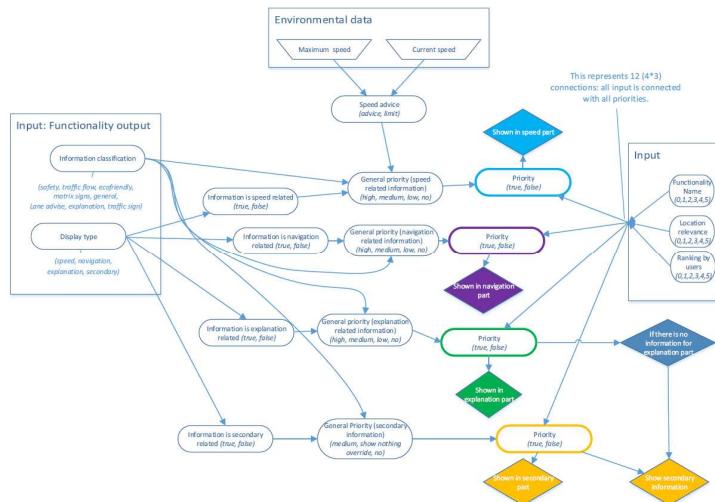 Environmental data
Maximum speed
Current speed
This represents 12 (4*3)
connections: all input is connected
with all priorities.
Speed advice
(advice, limit)
Shown in speed part
Input: Functionality output
Input
Information classification
(safety, traffic flow, ecofriendly,
matrix signs, general,
Lane advise, explanation, traffic sign)
General priority (speed
related information)
(high, medium, low, no)
Priority
(true, false)
Functionality
Name
(0,1,2,3,4,5)
Information is speed related
(true, false)
Display type
(speed, navigation,
explanation, secondary)
Information is navigation
related (true, false)
General priority (navigation
related information)
(high, medium, low, no)
Priority
(true, false)
Location
relevance
(0,1,2,3,4,5)
Ranking by
users
(0,1,2,3,4,5)
Shown in navigation
part
Information is explanation
related (true, false)
General priority (explanation
related information)
(high, medium, low, no)
Priority
(true, false)
If there is no
information for
explanation part
Shown in
explanation part
Information is secondary
related (true, false)
General Priority (secondary
information)
(medium, show nothing
override, no)
Priority
(true, false)
Shown in secondary
part
Show secondary
information